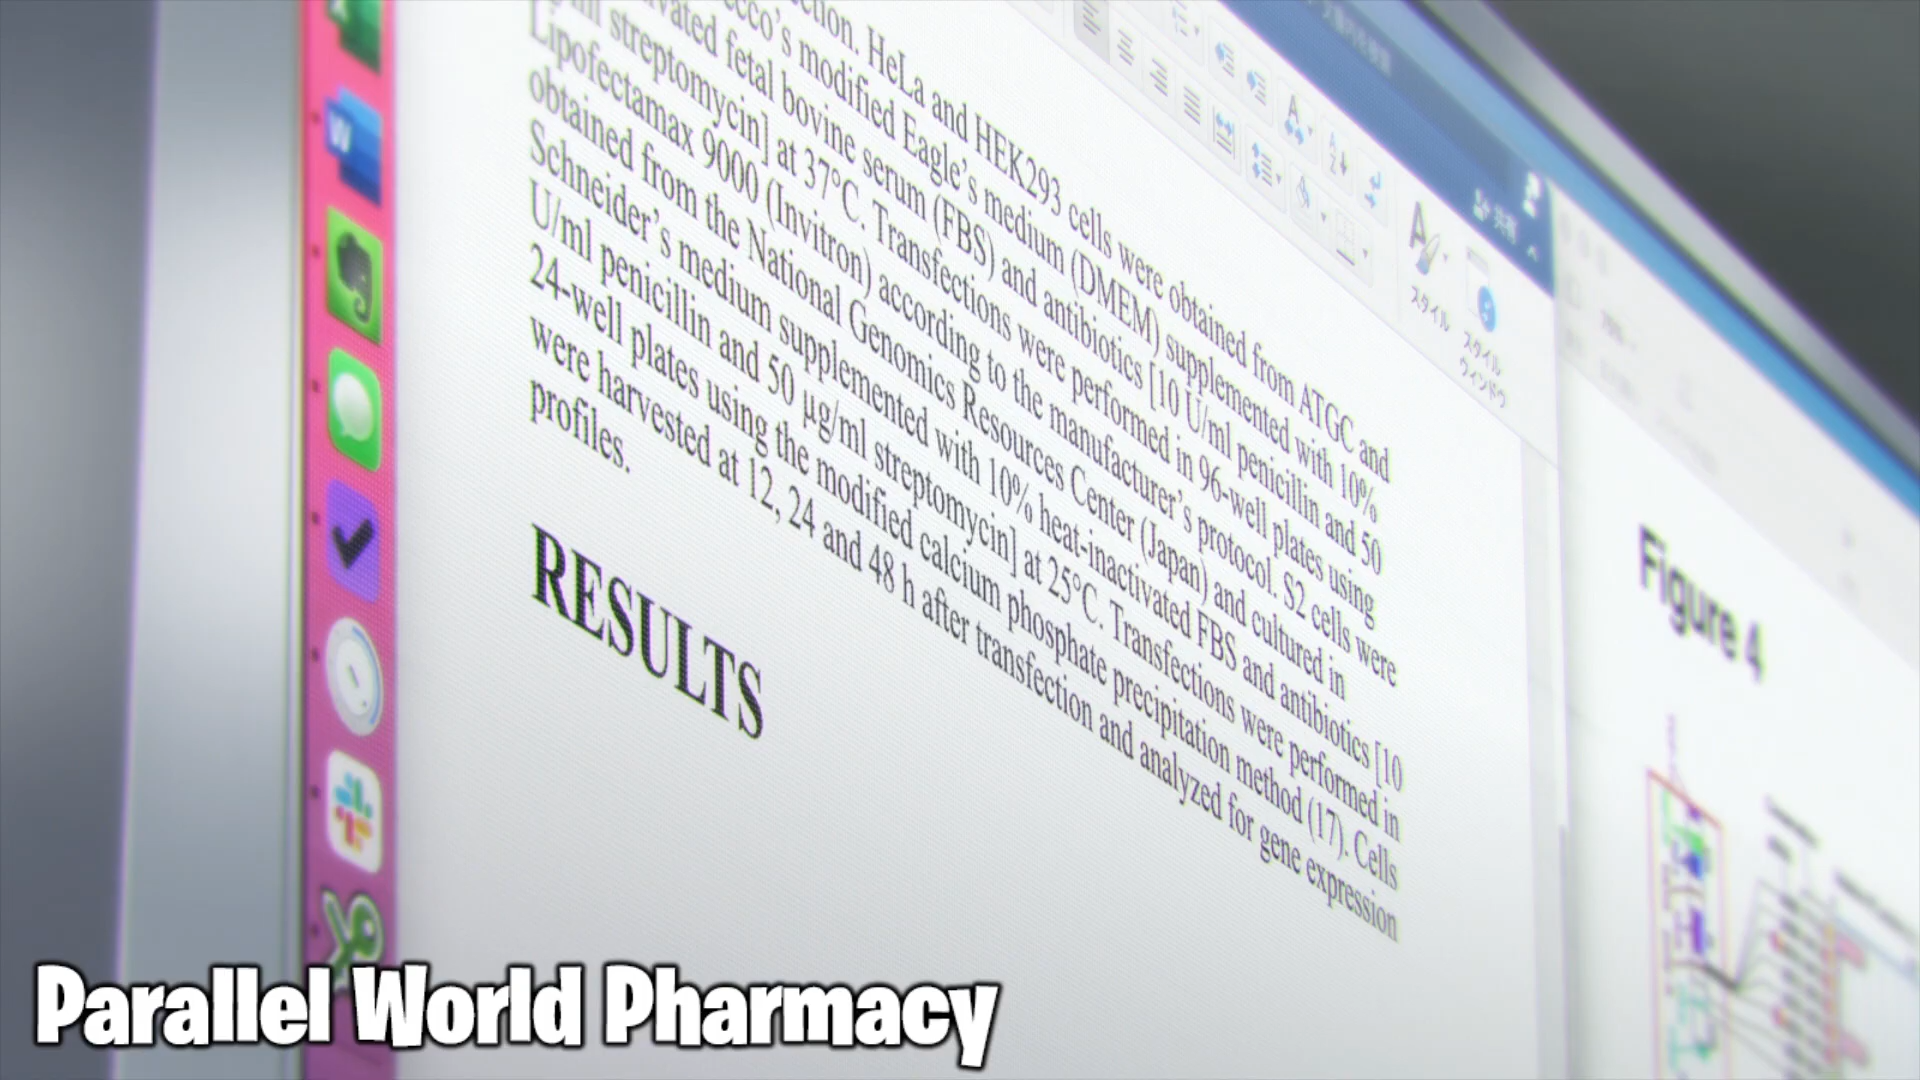 HeLa and HEK293 cells were obtained from ATGC and
modified Eagle's medium (DMEM) supplemented with 10%
fetal bovine serum (FBS) and antibiotics [10 U/ml penicillin and 50
streptomycin] at 37°C. Transfections were performed in 96-well plates using
Lipofectamax 9000 (Invitron) according to the manufacturer's protocol. S2 cells were
obtained from the National Genomics Resources Center (Japan) and cultured in
Schneider's medium supplemented with 10% heat-inactivated FBS and antibiotics [10
U/ml penicillin and 50 µg/ml streptomycin] at 25°C. Transfections were performed in
24-well plates using the modified calcium phosphate precipitation method (17). Cells
were harvested at 12, 24 and 48 h after transfection and analyzed for gene expression
profiles.
RESULTS
共有
スタイル
スタイル
ウィンドウ
Figure 4
Parallel World Pharmacy